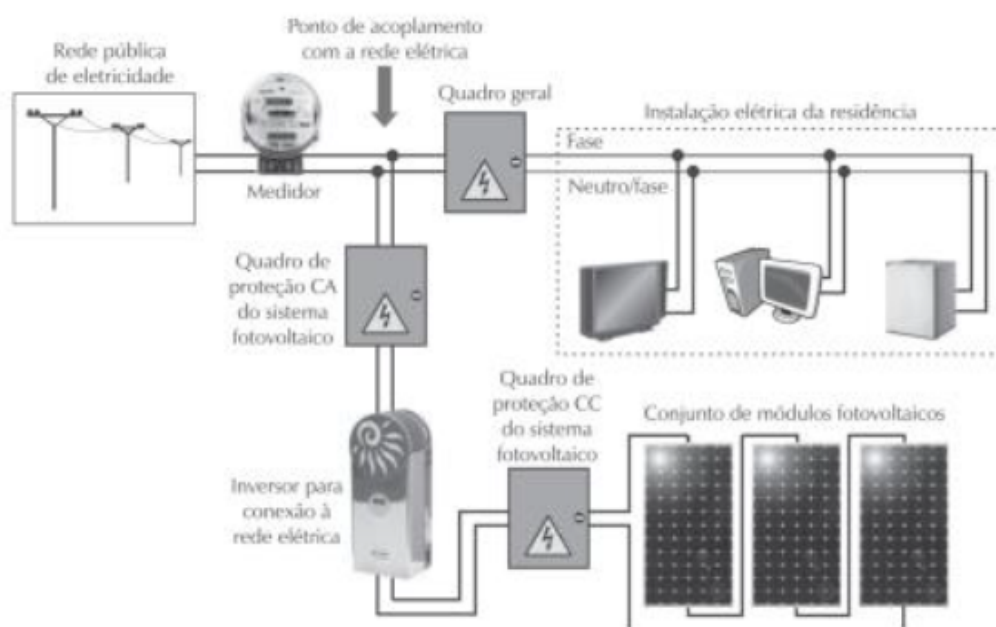 Ponto de acoplamento
com a rede elétrica
Rede pública
de eletricidade
Quadro geral
Instalação elétrica da residência
Fase
Neutro/fase
Medidor
Quadro de
proteção CA
do sistema
fotovoltaico
Quadro de
proteção CC
do sistema
fotovoltaico
Conjunto de módulos fotovoltaicos
Inversor para
conexão à
rede elétrica